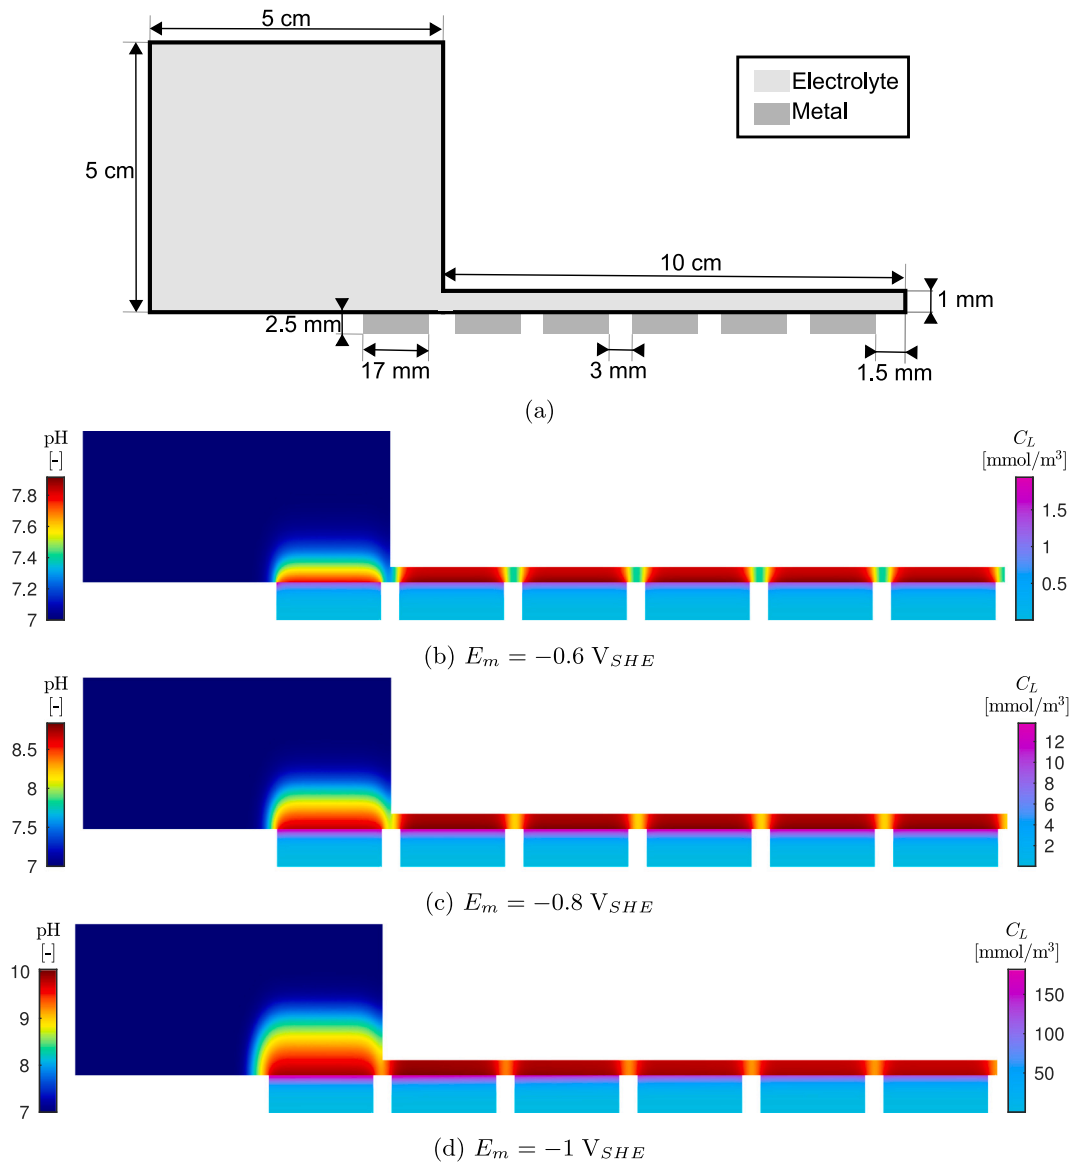 5 cm
Electrolyte
Metal
5 cm
10 cm
1 mm
2.5 mm
17 mm
3 mm
1.5 mm
(a)
pH
[-]
7.8
7.6
7.4
7.2
7
C_L
[mmol/m³]
1.5
1
0.5
(b) E_m = −0.6 V_SHE
pH
[-]
8.5
8
7.5
7
C_L
[mmol/m³]
12
10
8
6
4
2
(c) E_m = −0.8 V_SHE
pH
[-]
10
9
8
7
C_L
[mmol/m³]
150
100
50
(d) E_m = −1 V_SHE